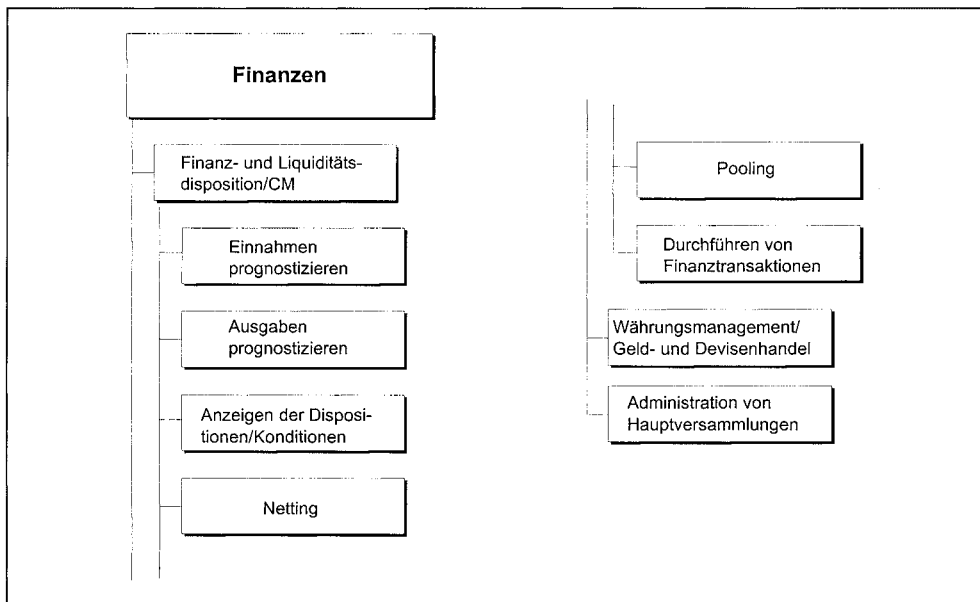 Finanzen
Finanz- und Liquiditäts-
disposition/CM
Einnahmen
prognostizieren
Ausgaben
prognostizieren
Anzeigen der Disposi-
tionen/Konditionen
Netting
Pooling
Durchführen von
Finanztransaktionen
Währungsmanagement/
Geld- und Devisenhandel
Administration von
Hauptversammlungen